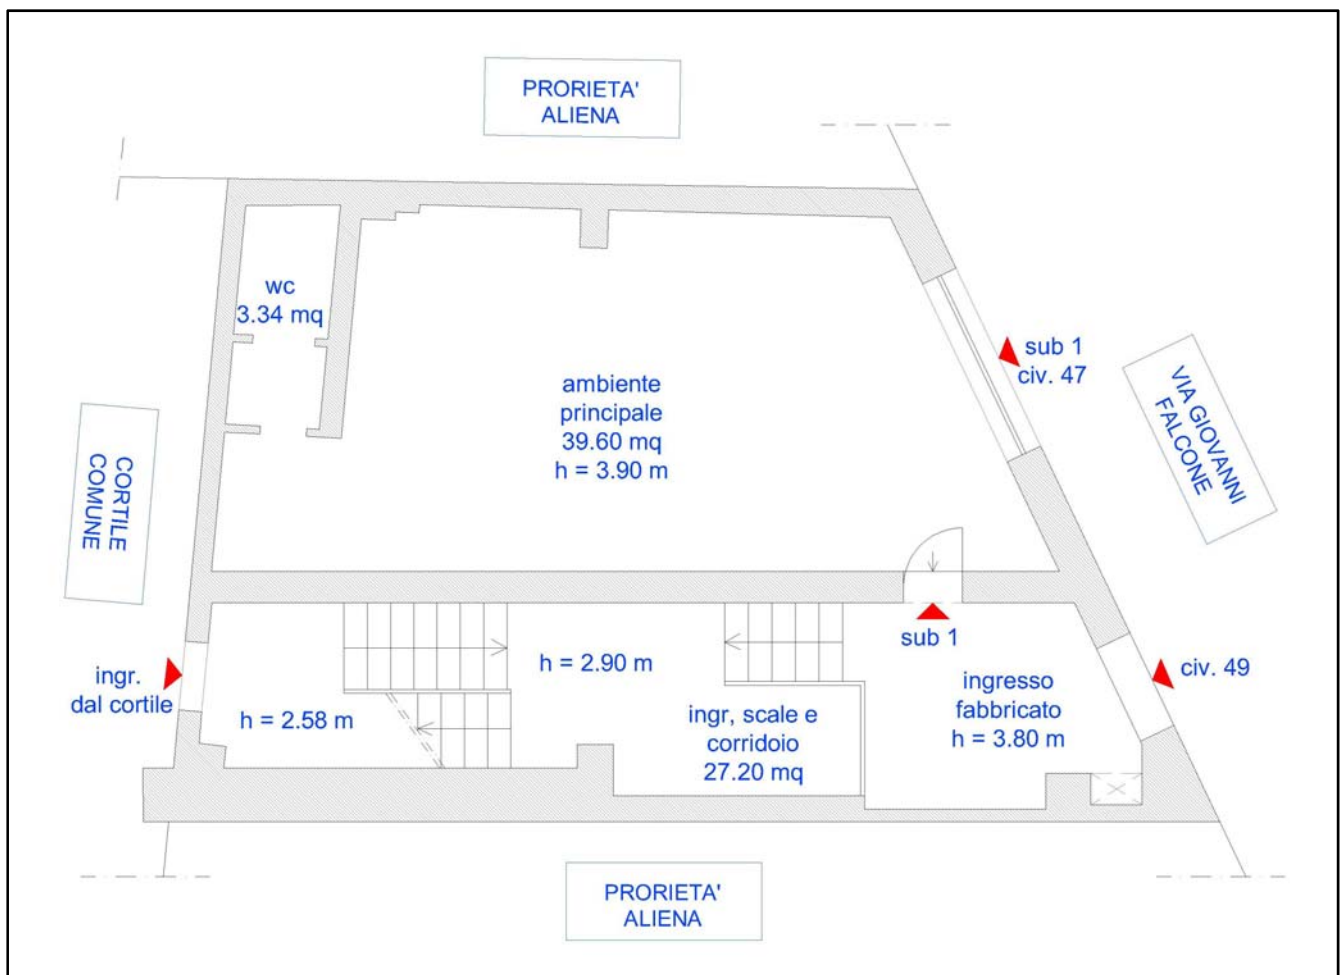 PRORIETA'
ALIENA
wc
3.34 mq
sub 1
civ. 47
ambiente
principale
39.60 mq
h = 3.90 m
VIA GIOVANNI
FALCONE
CORTILE
COMUNE
sub 1
h = 2.90 m
civ. 49
ingr.
dal cortile
h = 2.58 m
ingr, scale e
corridoio
27.20 mq
ingresso
fabbricato
h = 3.80 m
PRORIETA'
ALIENA